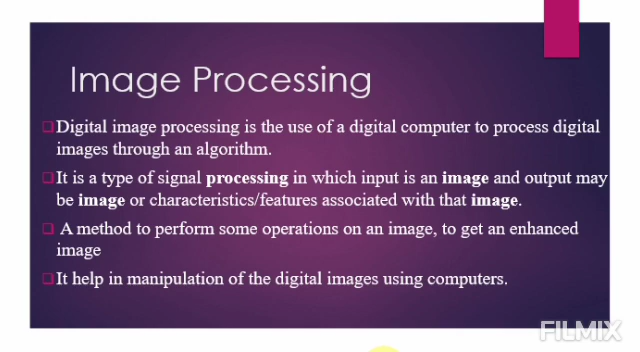 Image Processing
Digital image processing is the use of a digital computer to process digital
images through an algorithm.
It is a type of signal processing in which input is an image and output may
be image or characteristics/features associated with that image.
A method to perform some operations on an image, to get an enhanced
image
It help in manipulation of the digital images using computers.
FILMIX